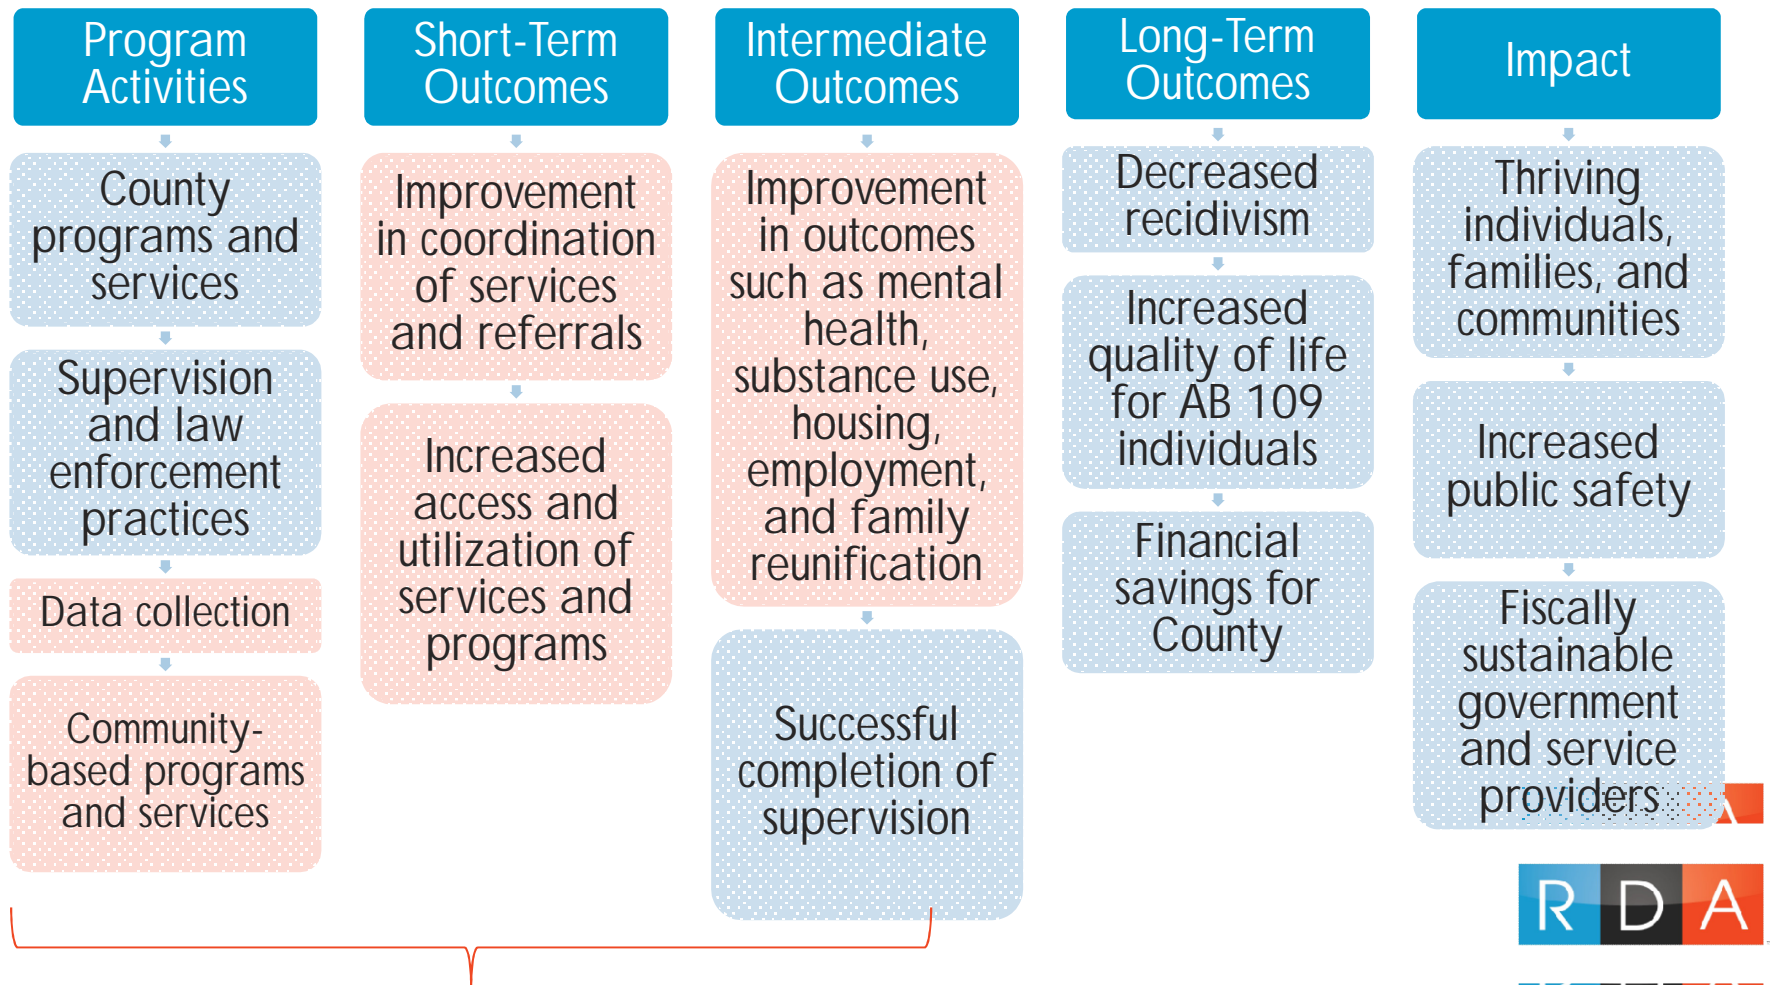 Program
Activities
County
programs and
services
Supervision
and law
enforcement
practices
Data collection
Community-
based programs
and services
Short-Term
Outcomes
Improvement
in coordination
of services
and referrals
Increased
access and
utilization of
services and
programs
Intermediate
Outcomes
Improvement
in outcomes
such as mental
health,
substance use,
housing,
employment,
and family
reunification
Successful
completion of
supervision
Long-Term
Outcomes
Decreased
recidivism
Increased
quality of life
for AB 109
individuals
Financial
savings for
County
Impact
Thriving
individuals,
families, and
communities
Increased
public safety
Fiscally
sustainable
government
and service
providers
R D A